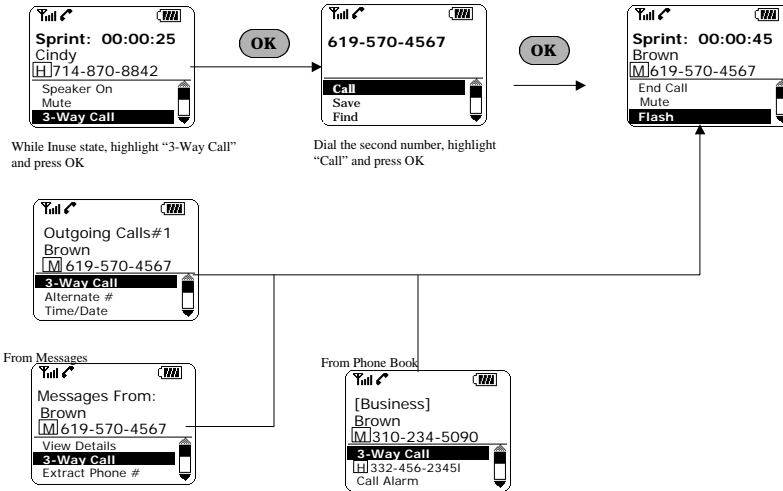 Sprint: 00:00:25
Cindy
H 714-870-8842
Speaker On
Mute
3-Way Call
OK
619-570-4567
Call
Save
Find
OK
Sprint: 00:00:45
Brown
M 619-570-4567
End Call
Mute
Flash
While Inuse state, highlight “3-Way Call”
and press OK
Dial the second number, highlight
“Call” and press OK
Outgoing Calls#1
Brown
M 619-570-4567
3-Way Call
Alternate #
Time/Date
From Messages
Messages From:
Brown
M 619-570-4567
View Details
3-Way Call
Extract Phone #
From Phone Book
[Business]
Brown
M 310-234-5090
3-Way Call
H 332-456-2345l
Call Alarm